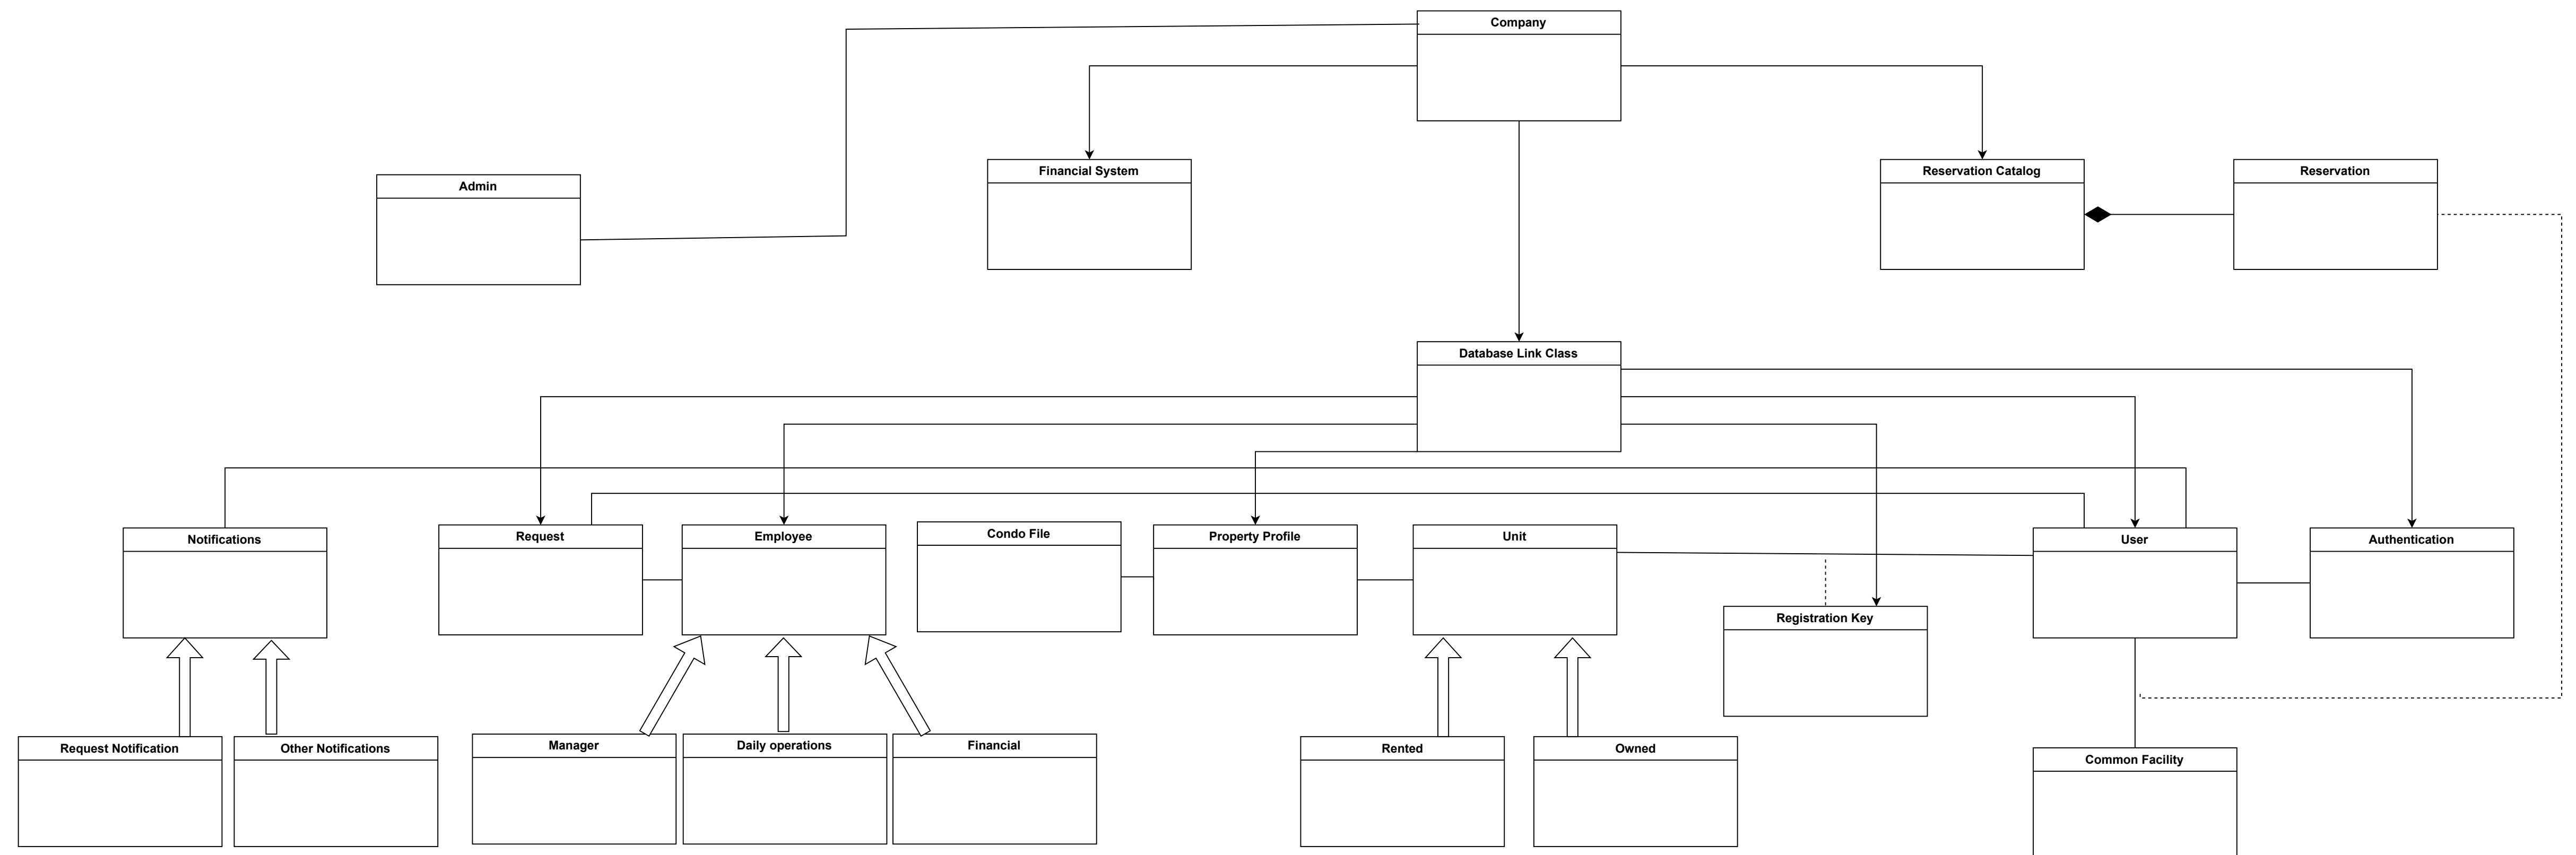 Company
Financial System
Reservation Catalog
Reservation
Admin
Database Link Class
Notifications
Request
Employee
Condo File
Property Profile
Unit
User
Authentication
Registration Key
Request Notification
Other Notifications
Manager
Daily operations
Financial
Rented
Owned
Common Facility